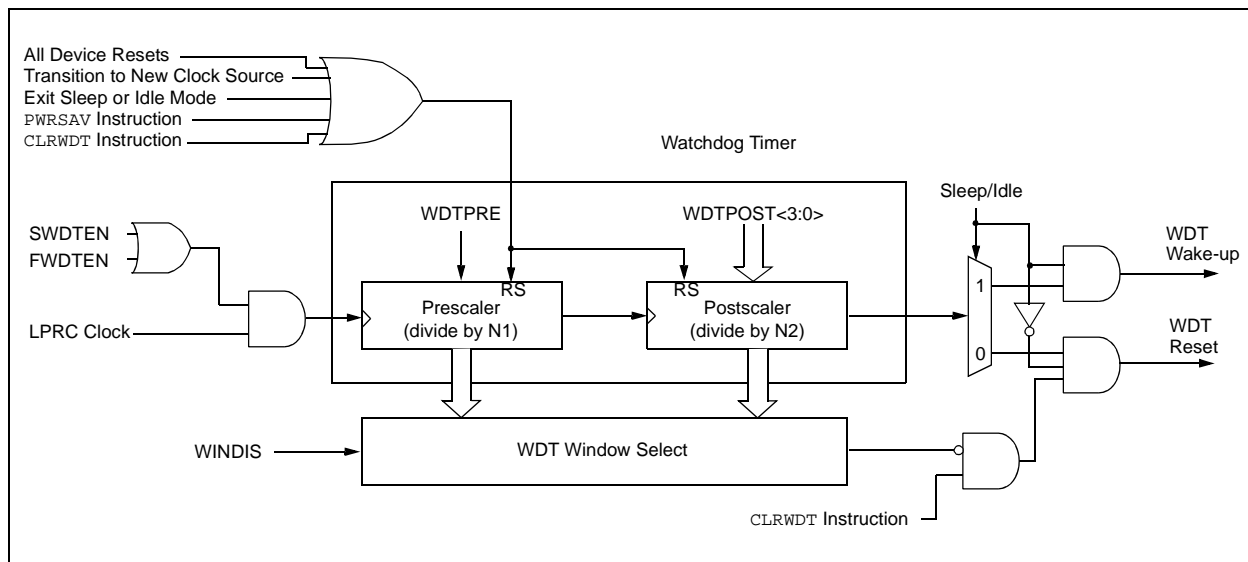 All Device Resets
Transition to New Clock Source
Exit Sleep or Idle Mode
PWRSAV Instruction
CLRWDT Instruction
Watchdog Timer
Sleep/Idle
WDTPRE
WDTPOST<3:0>
SWDTEN
FWDTEN
WDT
Wake-up
RS
RS
1
Prescaler
(divide by N1)
Postscaler
(divide by N2)
LPRC Clock
WDT
Reset
0
WINDIS
WDT Window Select
CLRWDT Instruction